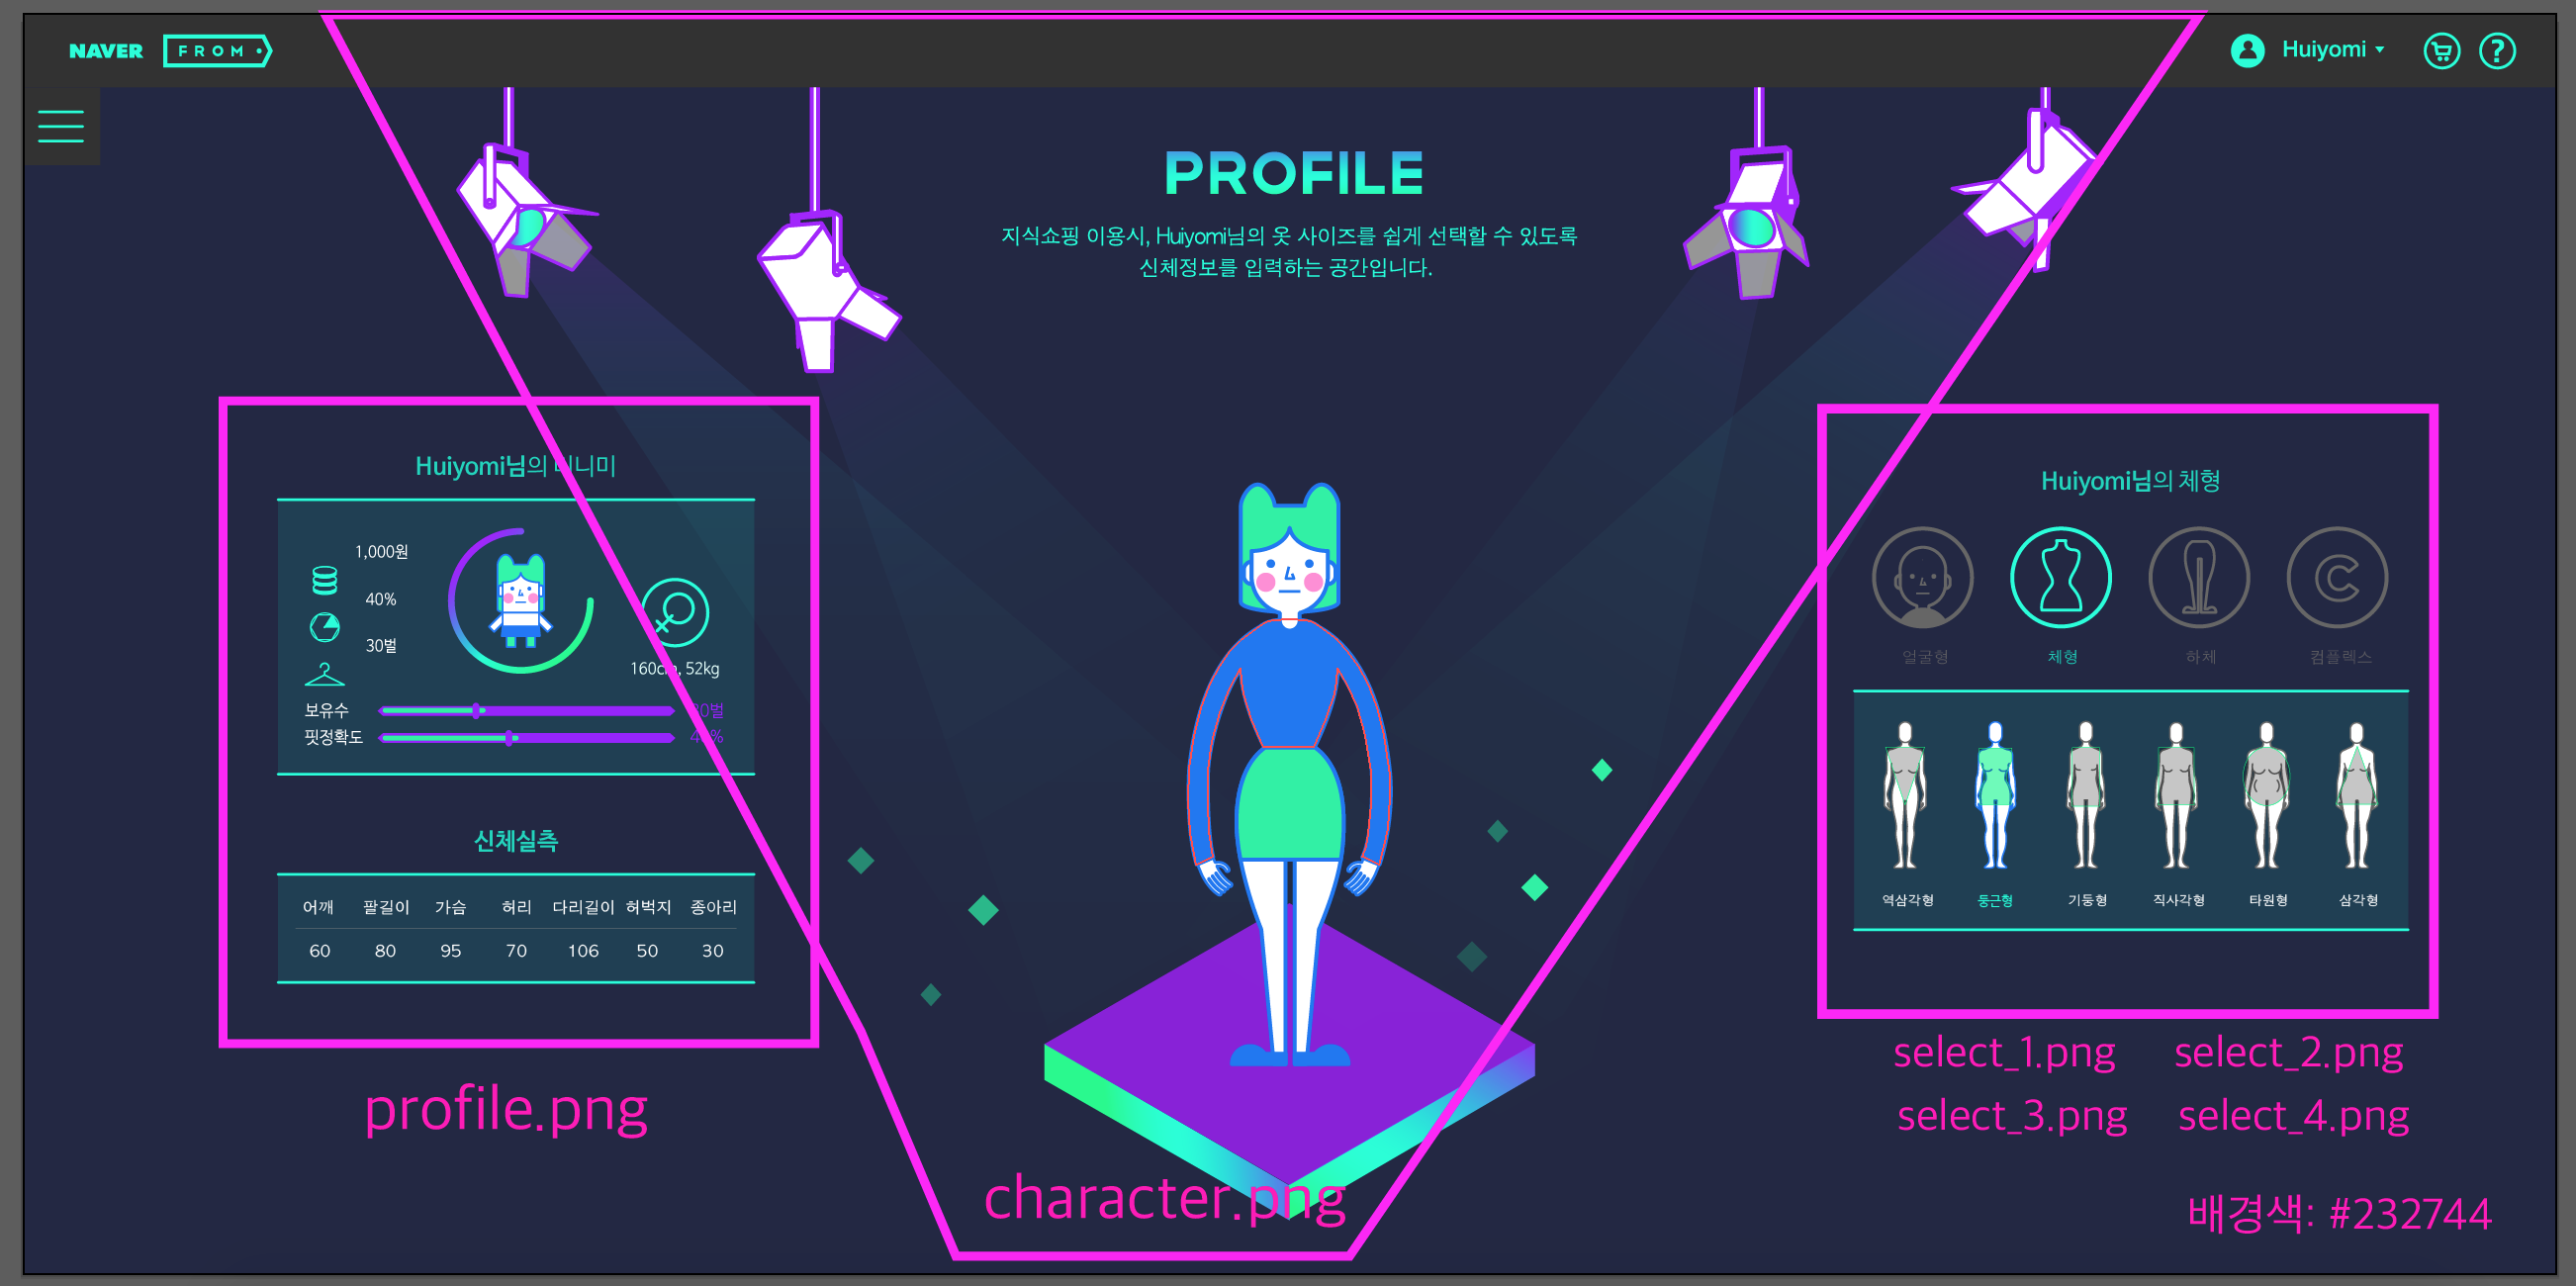 NAVER FROM
Huiyomi
PROFILE
지식쇼핑 이용시, Huiyomi님의 옷 사이즈를 쉽게 선택할 수 있도록
신체정보를 입력하는 공간입니다.
Huiyomi님의 미니미
1,000원
40%
30벌
160cm, 52kg
보유수 30벌
핏정확도 40%
신체실측
어깨 팔길이 가슴 허리 다리길이 허벅지 종아리
60 80 95 70 106 50 30
profile.png
character.png
Huiyomi님의 체형
얼굴형 체형 하체 컴플렉스
역삼각형 둥근형 기둥형 직사각형 타원형 삼각형
select_1.png select_2.png
select_3.png select_4.png
배경색: #232744